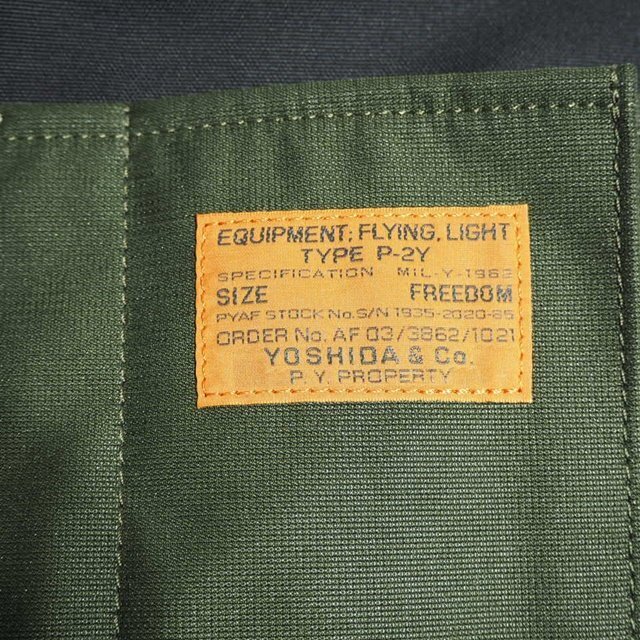 EQUIPMENT; FLYING, LIGHT
TYPE P-2Y
SPECIFICATION MIL-Y-1962
SIZE FREEDOM
PYAF STOCK No. S/N 1935-2020-85
ORDER No. AF 03/3862/1021
YOSHIDA & Co.
P. Y. PROPERTY